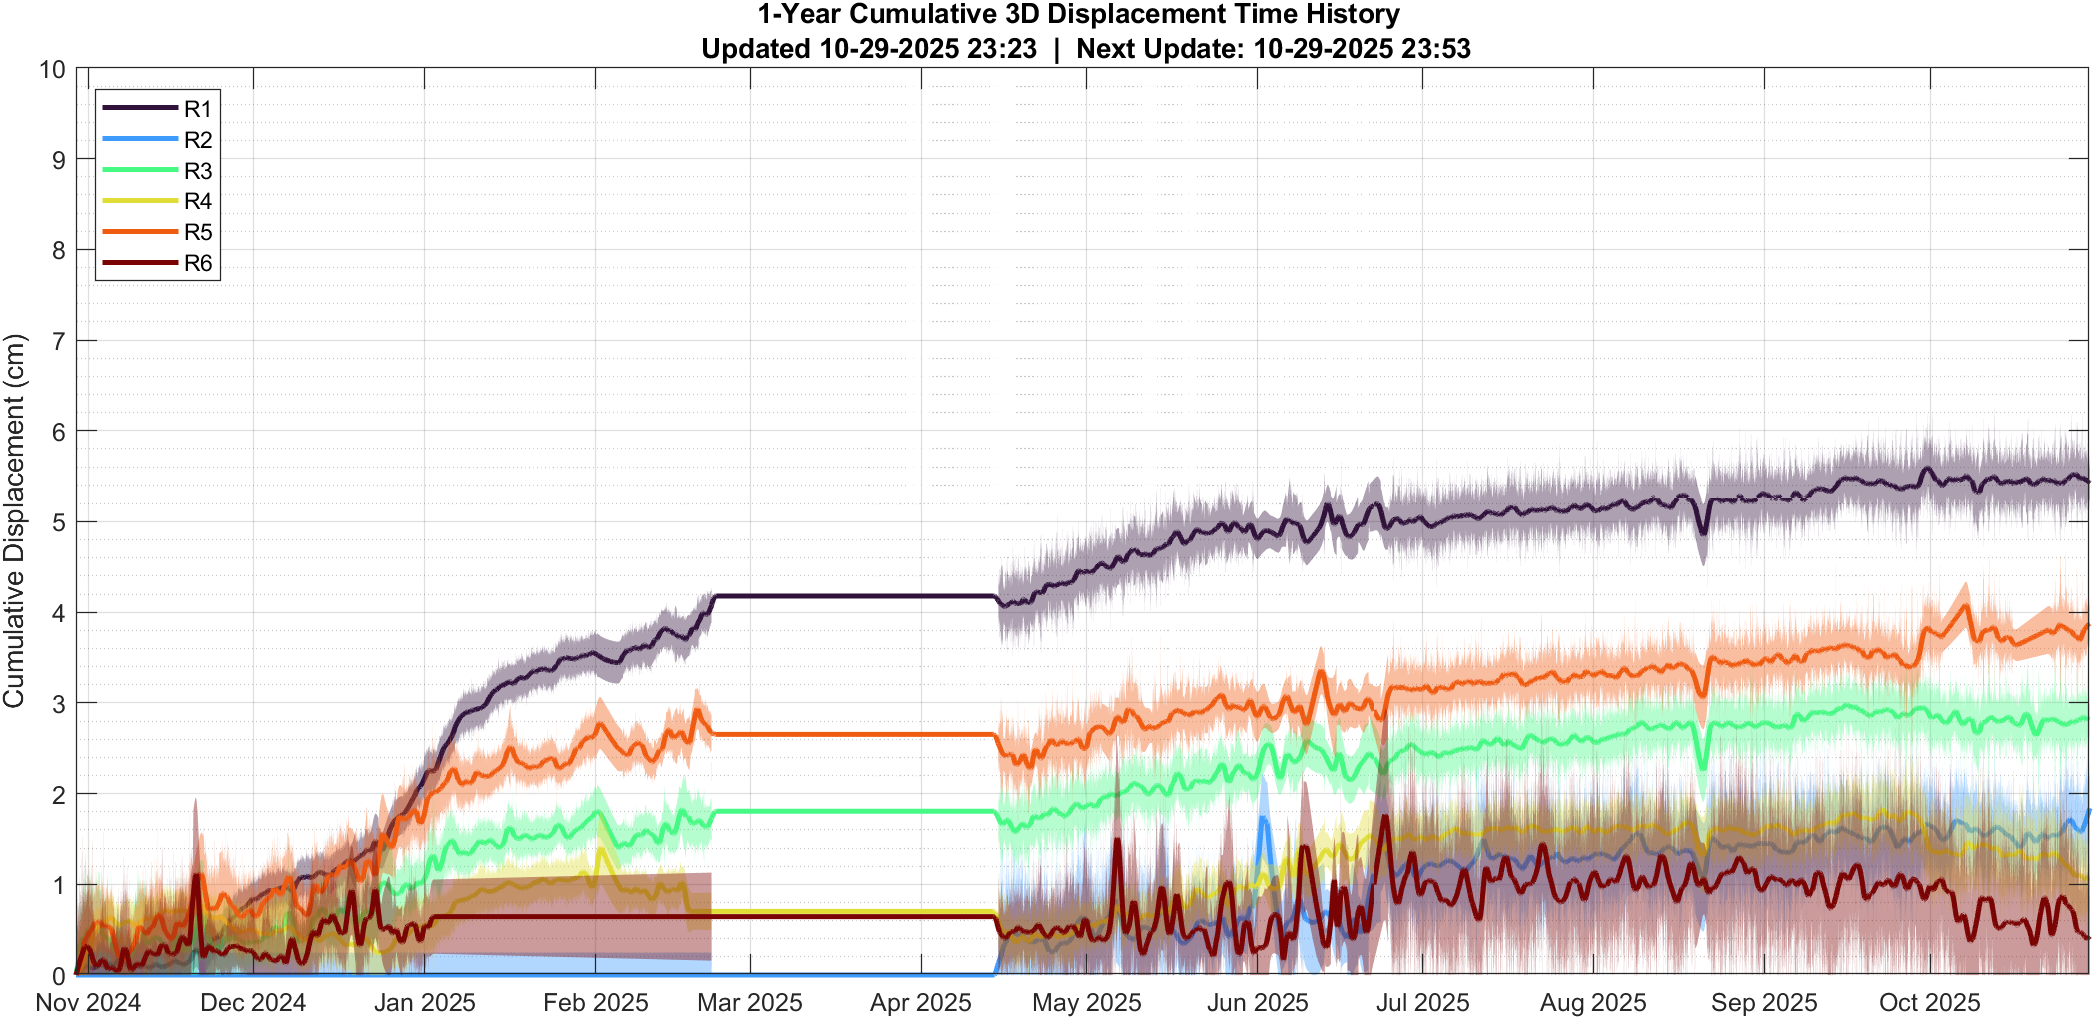 1-Year Cumulative 3D Displacement Time History
Updated 10-29-2025 23:23 | Next Update: 10-29-2025 23:53
10
9
8
7
6
5
4
3
2
1
0
Cumulative Displacement (cm)
R1
R2
R3
R4
R5
R6
Nov 2024 Dec 2024 Jan 2025 Feb 2025 Mar 2025 Apr 2025 May 2025 Jun 2025 Jul 2025 Aug 2025 Sep 2025 Oct 2025